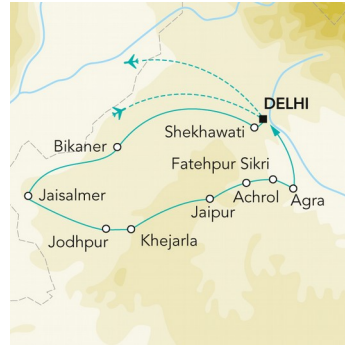 DELHI
Shekhawati
Bikaner
Fatehpur Sikri
Jaisalmer
Achrol
Agra
Jaipur
Jodhpur
Khejarla